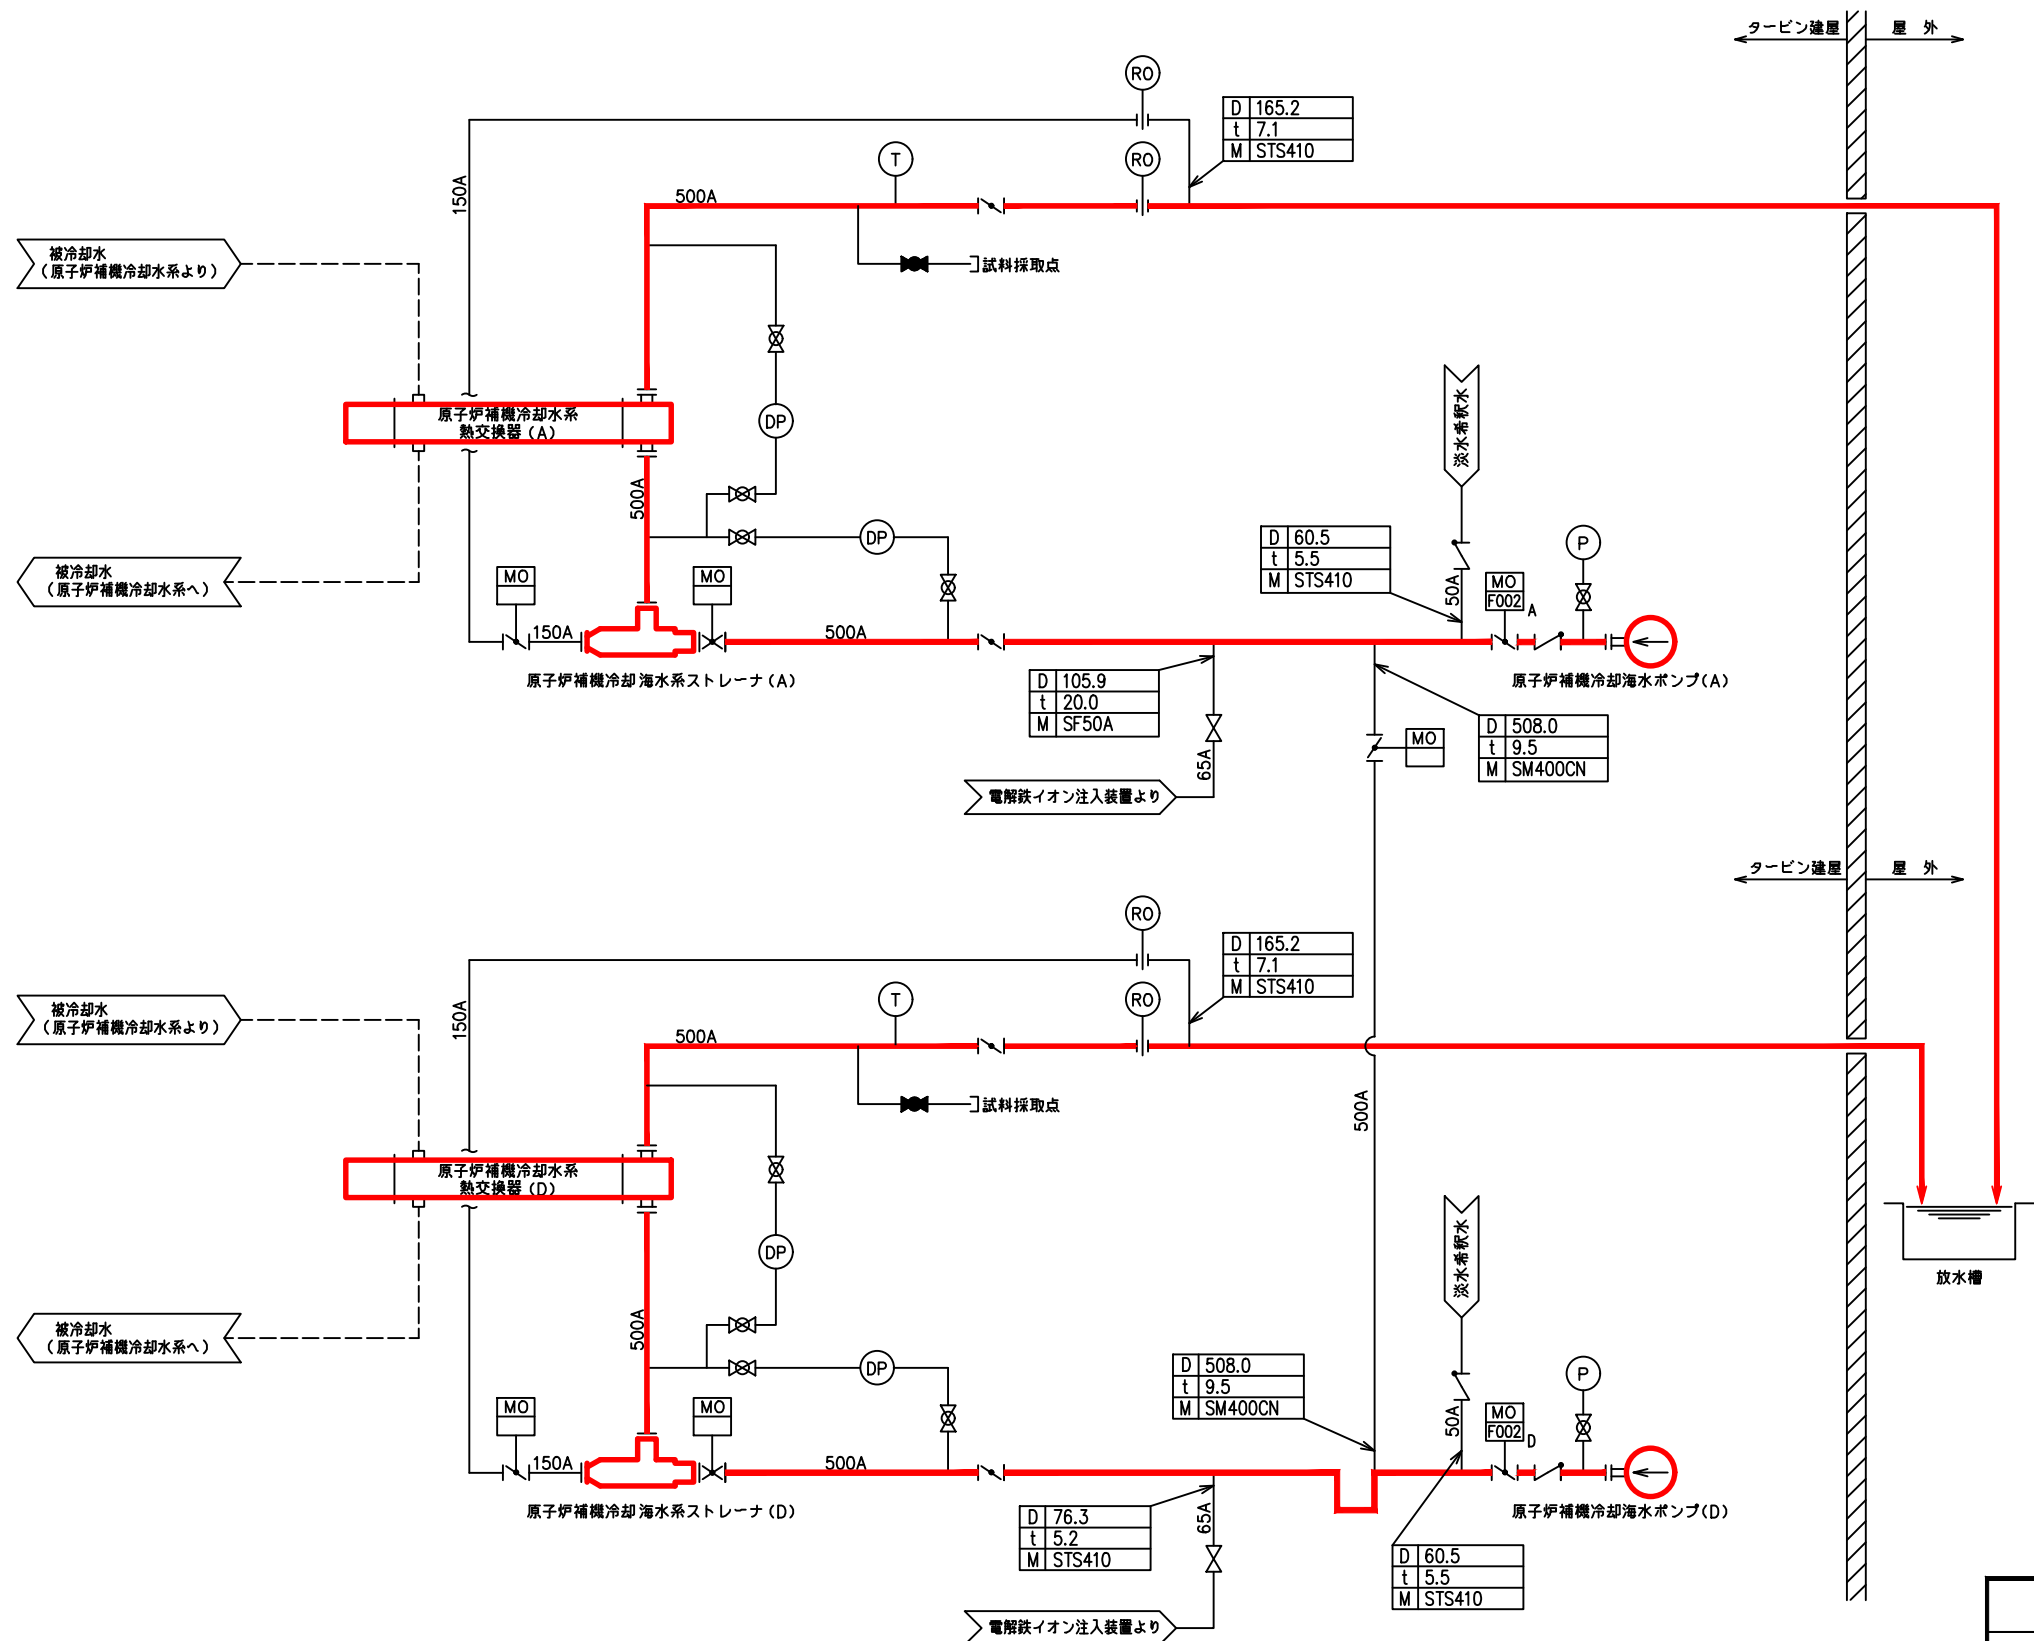 タービン建屋
屋 外
RO
D 165.2
t 7.1
M STS410
T
RO
150A
500A
被冷却水
(原子炉補機冷却水系より)
試料採取点
原子炉補機冷却水系
熱交換器(A)
DP
淡水希釈水
500A
D 60.5
t 5.5
M STS410
DP
P
被冷却水
(原子炉補機冷却水系へ)
MO
MO
50A
MO
F002
A
150A
500A
原子炉補機冷却海水系ストレーナ(A)
D 105.9
t 20.0
M SF50A
原子炉補機冷却海水ポンプ(A)
D 508.0
t 9.5
M SM400CN
MO
65A
電解鉄イオン注入装置より
タービン建屋
屋 外
RO
D 165.2
t 7.1
M STS410
T
RO
150A
500A
被冷却水
(原子炉補機冷却水系より)
試料採取点
500A
原子炉補機冷却水系
熱交換器(D)
DP
淡水希釈水
放水槽
被冷却水
(原子炉補機冷却水系へ)
500A
DP
D 508.0
t 9.5
M SM400CN
P
MO
MO
50A
MO
F002
D
150A
500A
原子炉補機冷却海水系ストレーナ(D)
D 76.3
t 5.2
M STS410
65A
原子炉補機冷却海水ポンプ(D)
D 60.5
t 5.5
M STS410
電解鉄イオン注入装置より